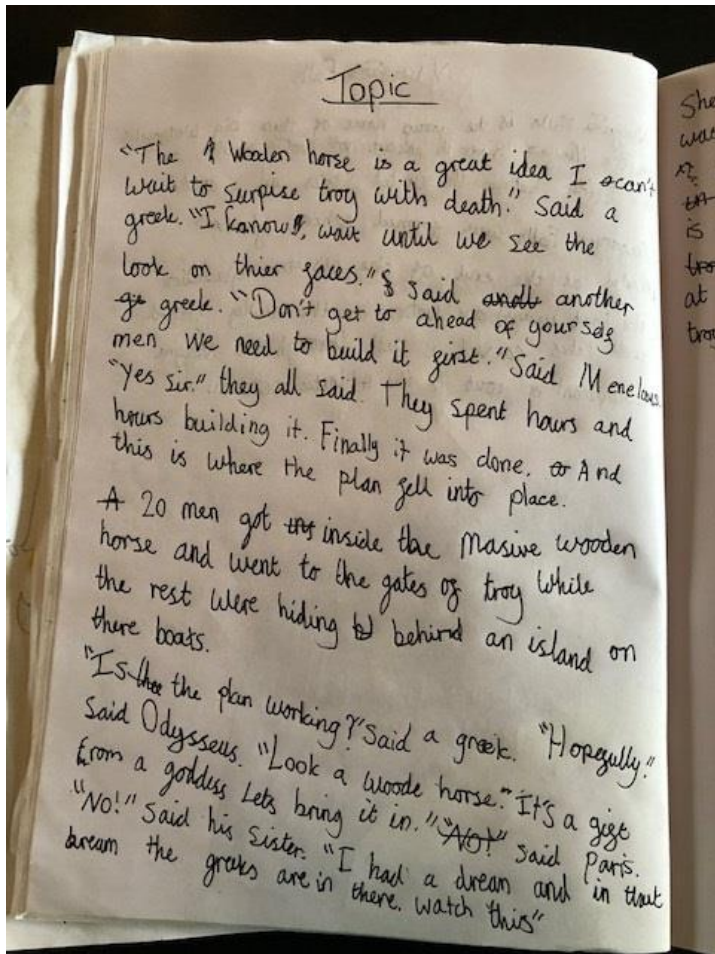 Topic
"The Wooden horse is a great idea I can't
wait to surpise troy with death." Said a
greek. "I kanow!, wait until we see the
look on thier faces." Said another
greek. "Don't get to ahead of yourself
men we need to build it first." Said Menelaus.
"Yes sir." they all said. They spent hours and
hours building it. Finally it was done. And
this is where the plan fell into place.
20 men got inside the masive wooden
horse and went to the gates of troy while
the rest were hiding behind an island on
there boats.
"Is the plan working?" Said a greek. "Hopefully."
Said Odysseus. "Look a woode horse." It's a gift
from a goddess Lets bring it in." "No!" said Paris.
"No!" Said his sister. "I had a dream and in that
dream the greeks are in there. watch this"
She
was
is
at
troy